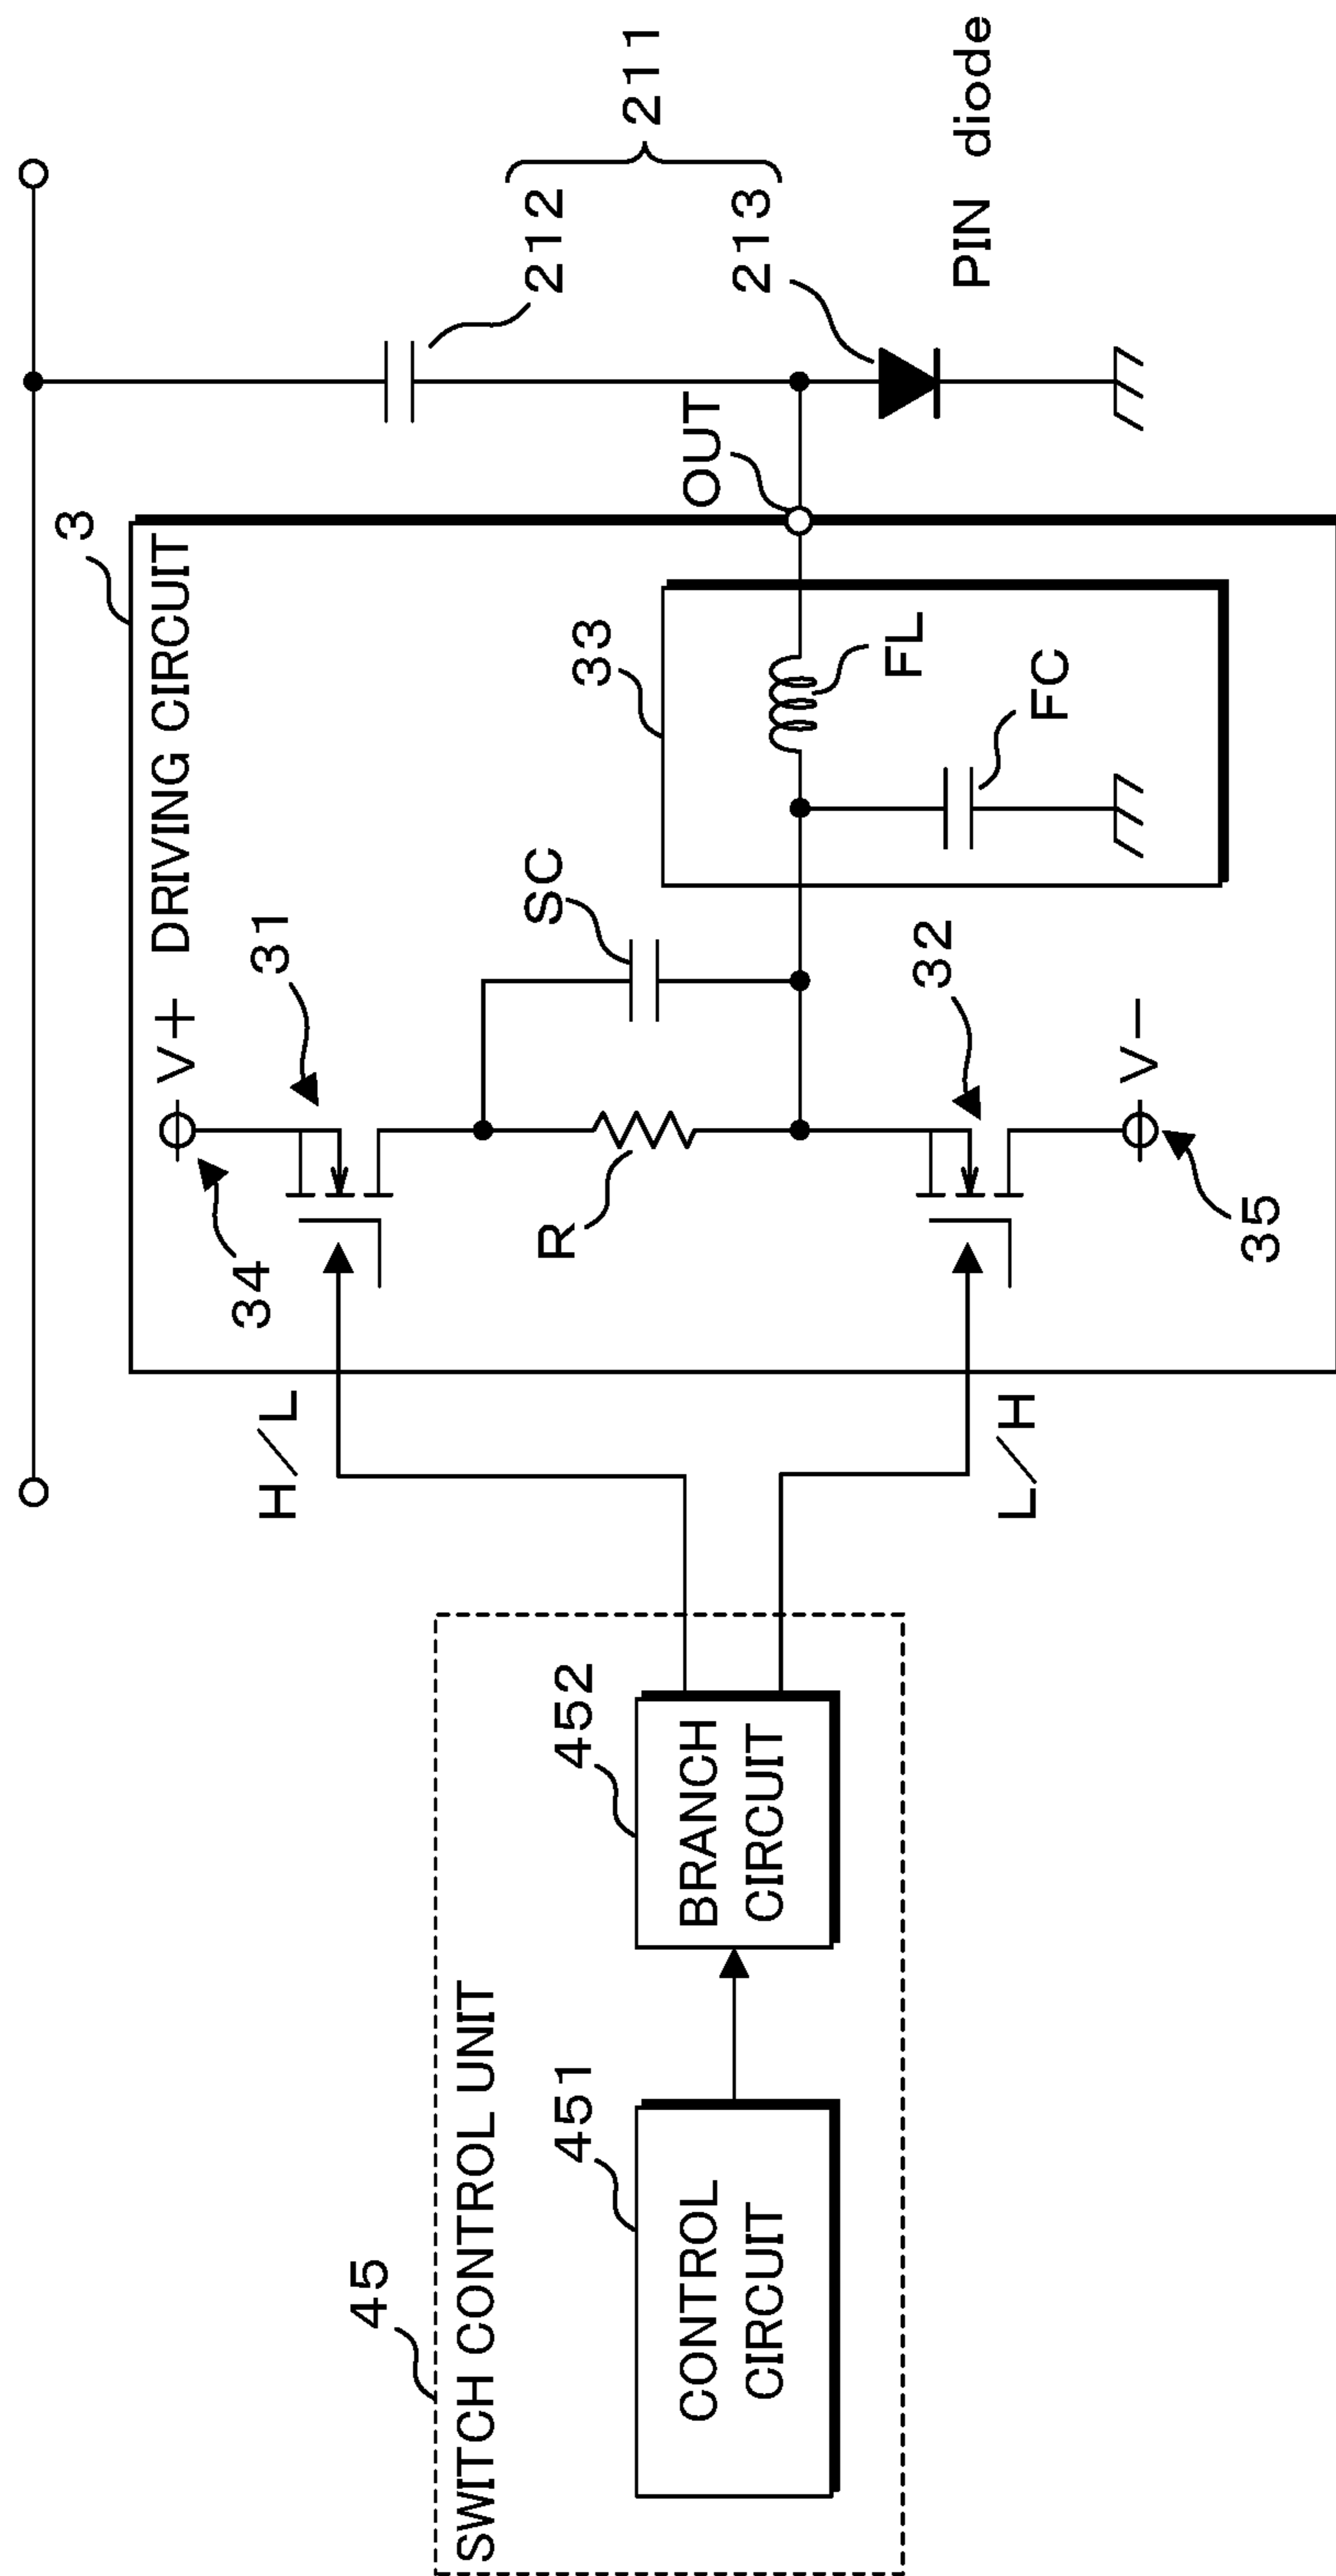 3
DRIVING CIRCUIT
V+
34
31
H/L
SC
R
33
OUT
FL
FC
32
L/H
V-
35
212
211
213
PIN diode
45
SWITCH CONTROL UNIT
451
452
CONTROL
CIRCUIT
BRANCH
CIRCUIT